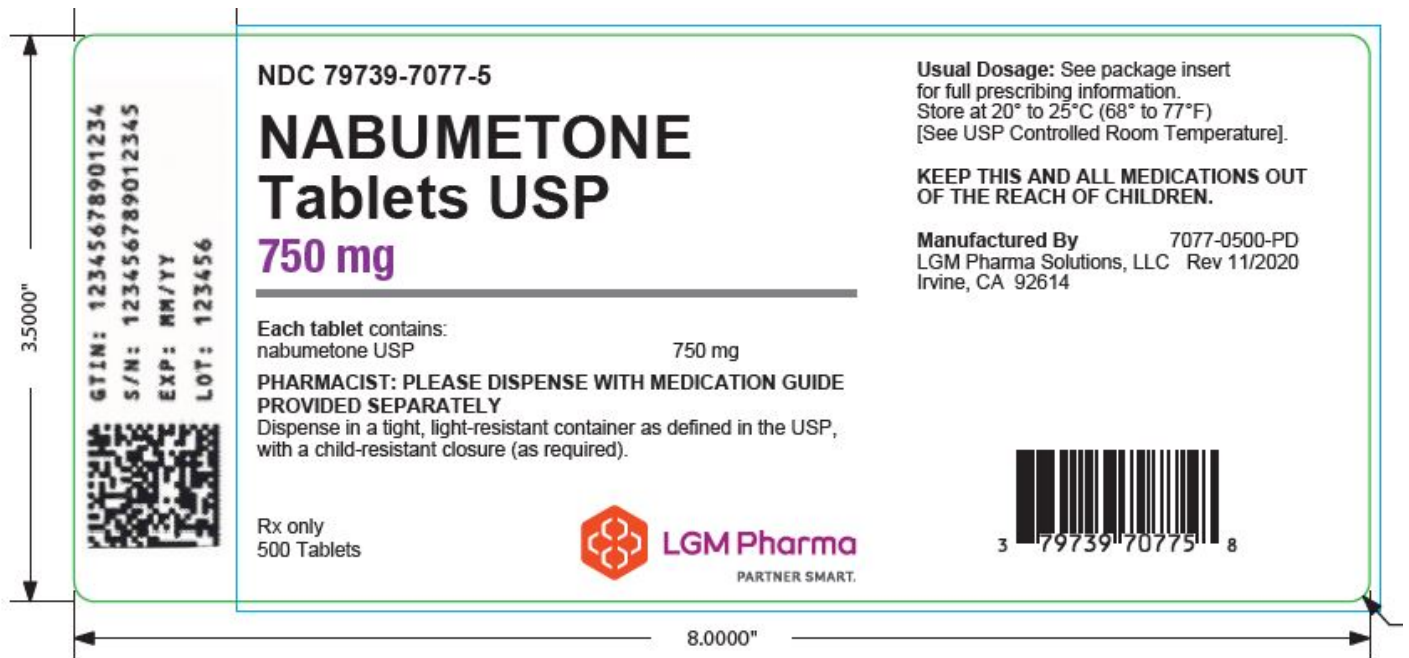 3.5000"
GTIN: 12345678901234
S/N: 123456789012345
EXP: MM/YY
LOT: 123456
NDC 79739-7077-5
NABUMETONE
Tablets USP
750 mg
Each tablet contains:
nabumetone USP 750 mg
PHARMACIST: PLEASE DISPENSE WITH MEDICATION GUIDE
PROVIDED SEPARATELY
Dispense in a tight, light-resistant container as defined in the USP,
with a child-resistant closure (as required).
Rx only
500 Tablets
LGM Pharma
PARTNER SMART.
Usual Dosage: See package insert
for full prescribing information.
Store at 20° to 25°C (68° to 77°F)
[See USP Controlled Room Temperature].
KEEP THIS AND ALL MEDICATIONS OUT
OF THE REACH OF CHILDREN.
Manufactured By 7077-0500-PD
LGM Pharma Solutions, LLC Rev 11/2020
Irvine, CA 92614
3 79739 70775 8
8.0000"